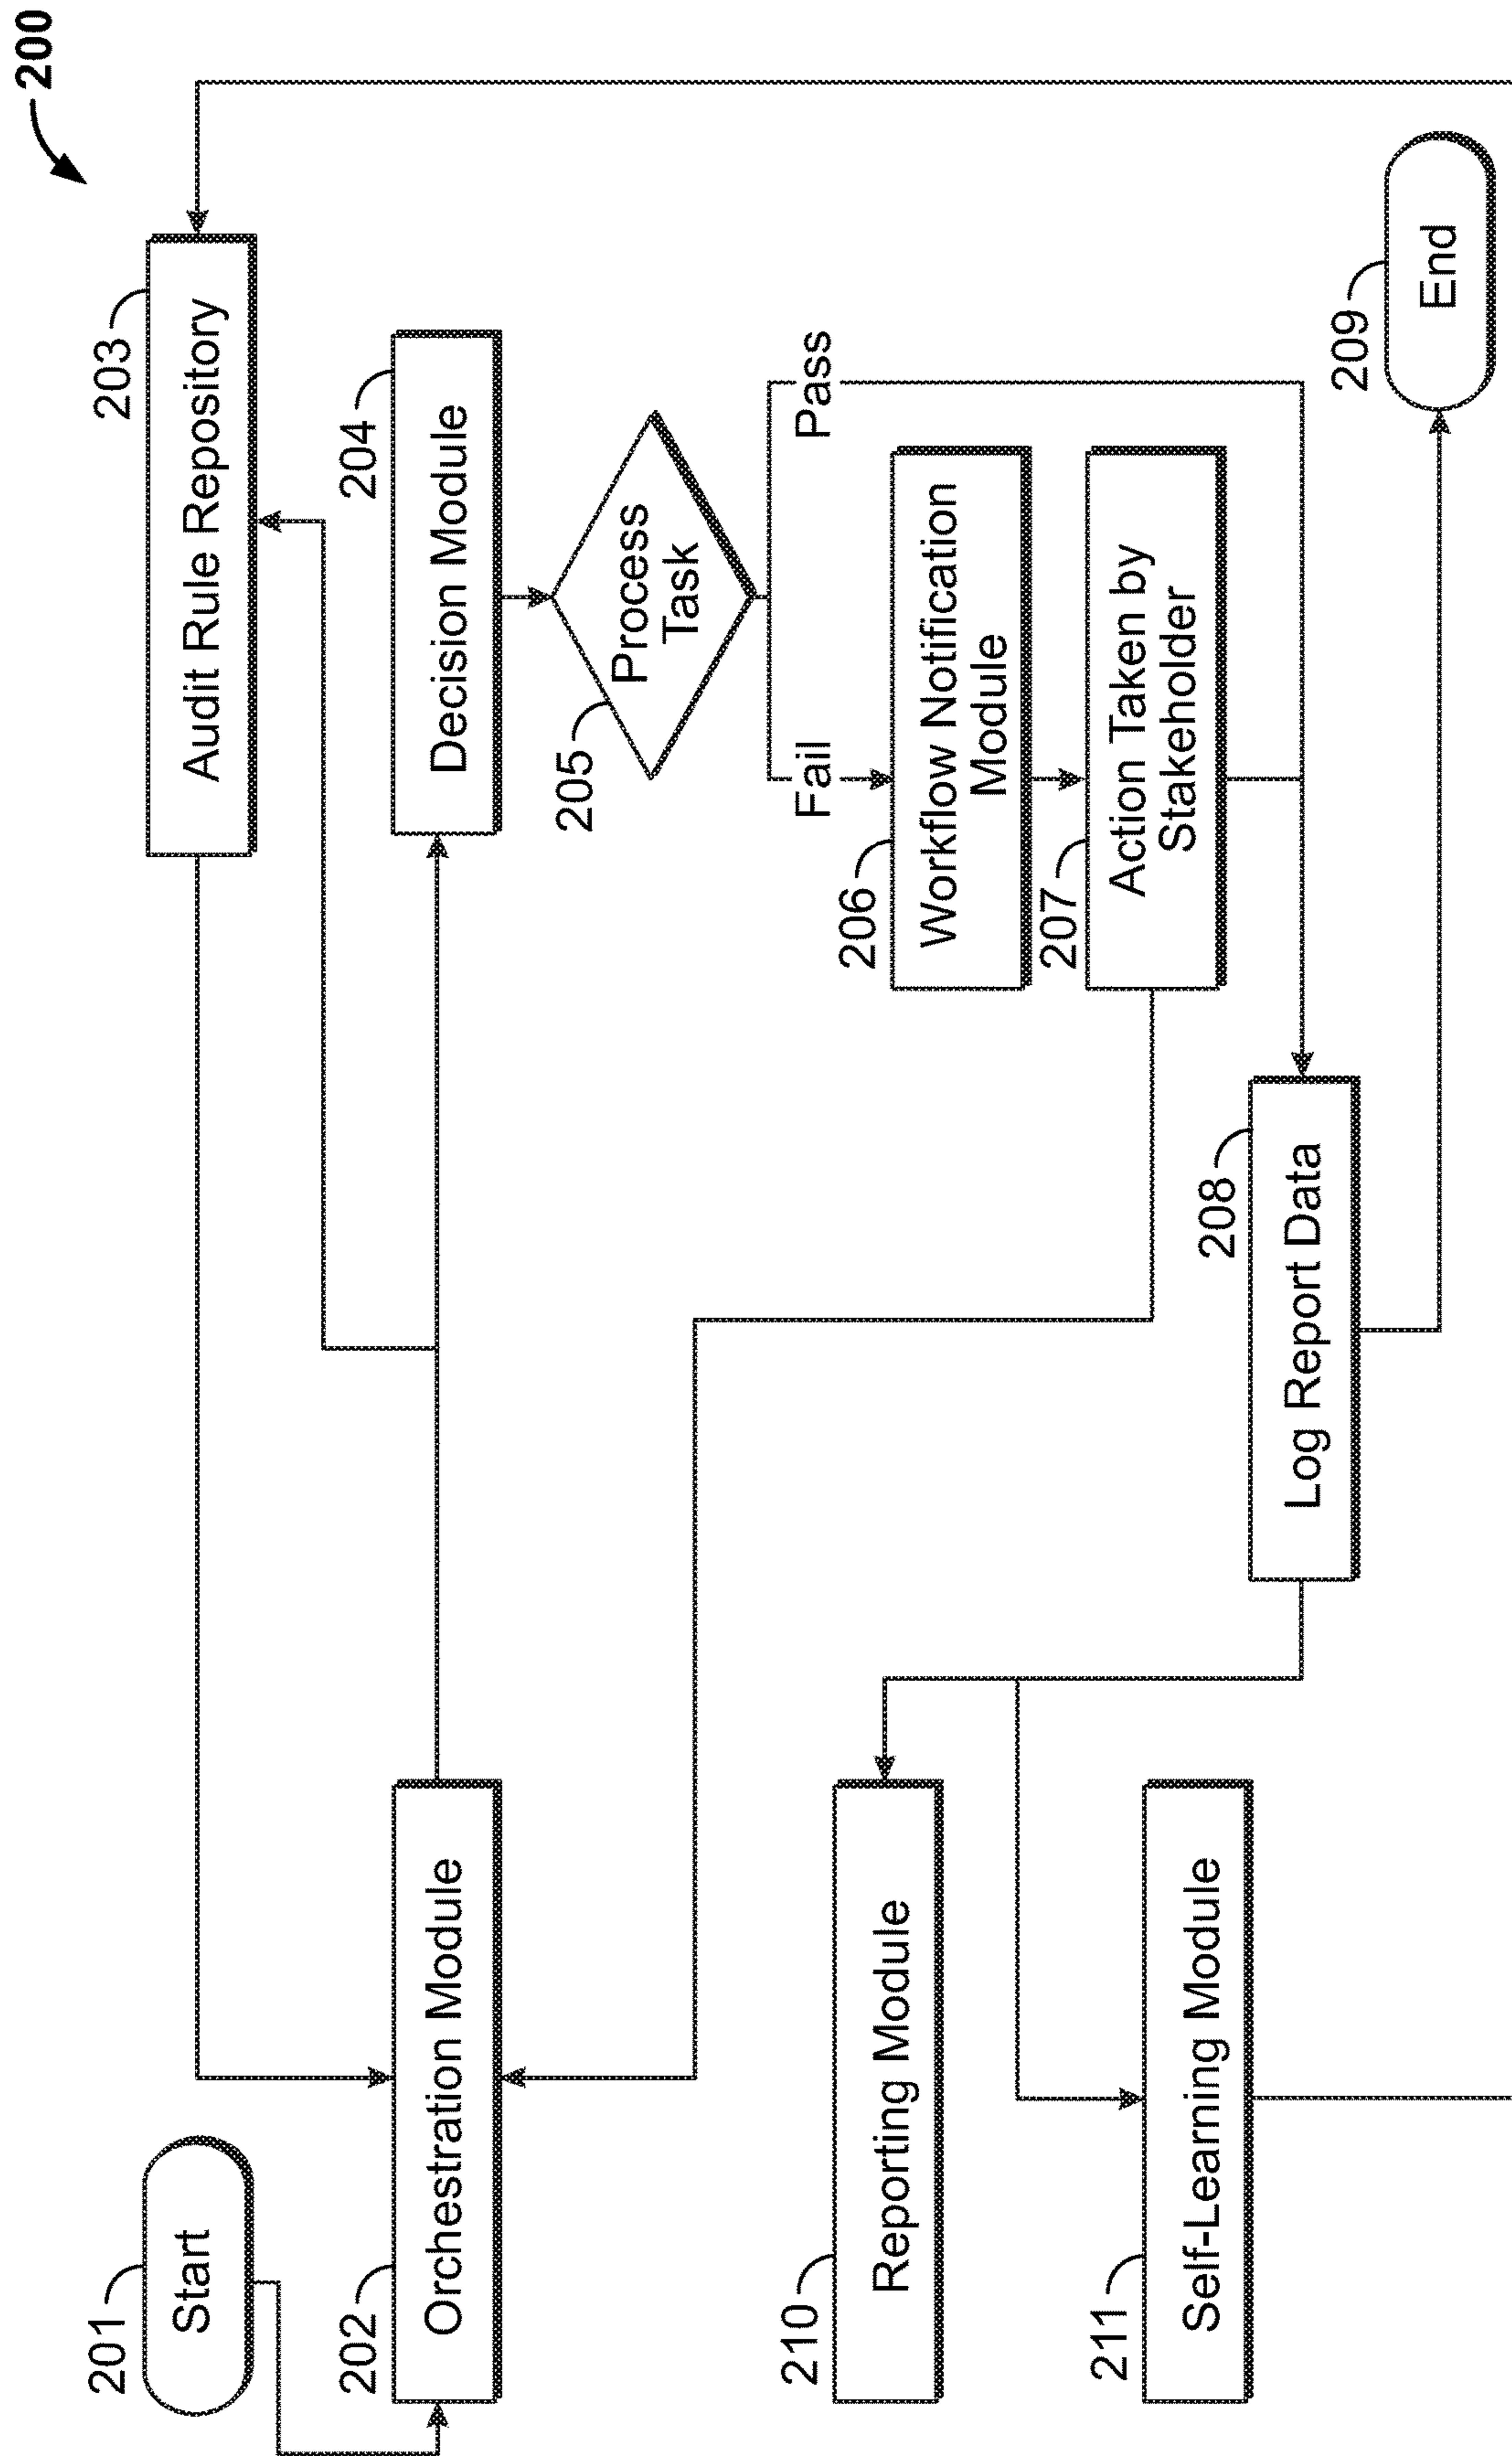 200
201
Start
203
Audit Rule Repository
202
Orchestration Module
204
Decision Module
205
Process
Task
Fail
Pass
206
Workflow Notification
Module
207
Action Taken by
Stakeholder
210
Reporting Module
211
Self-Learning Module
208
Log Report Data
209
End